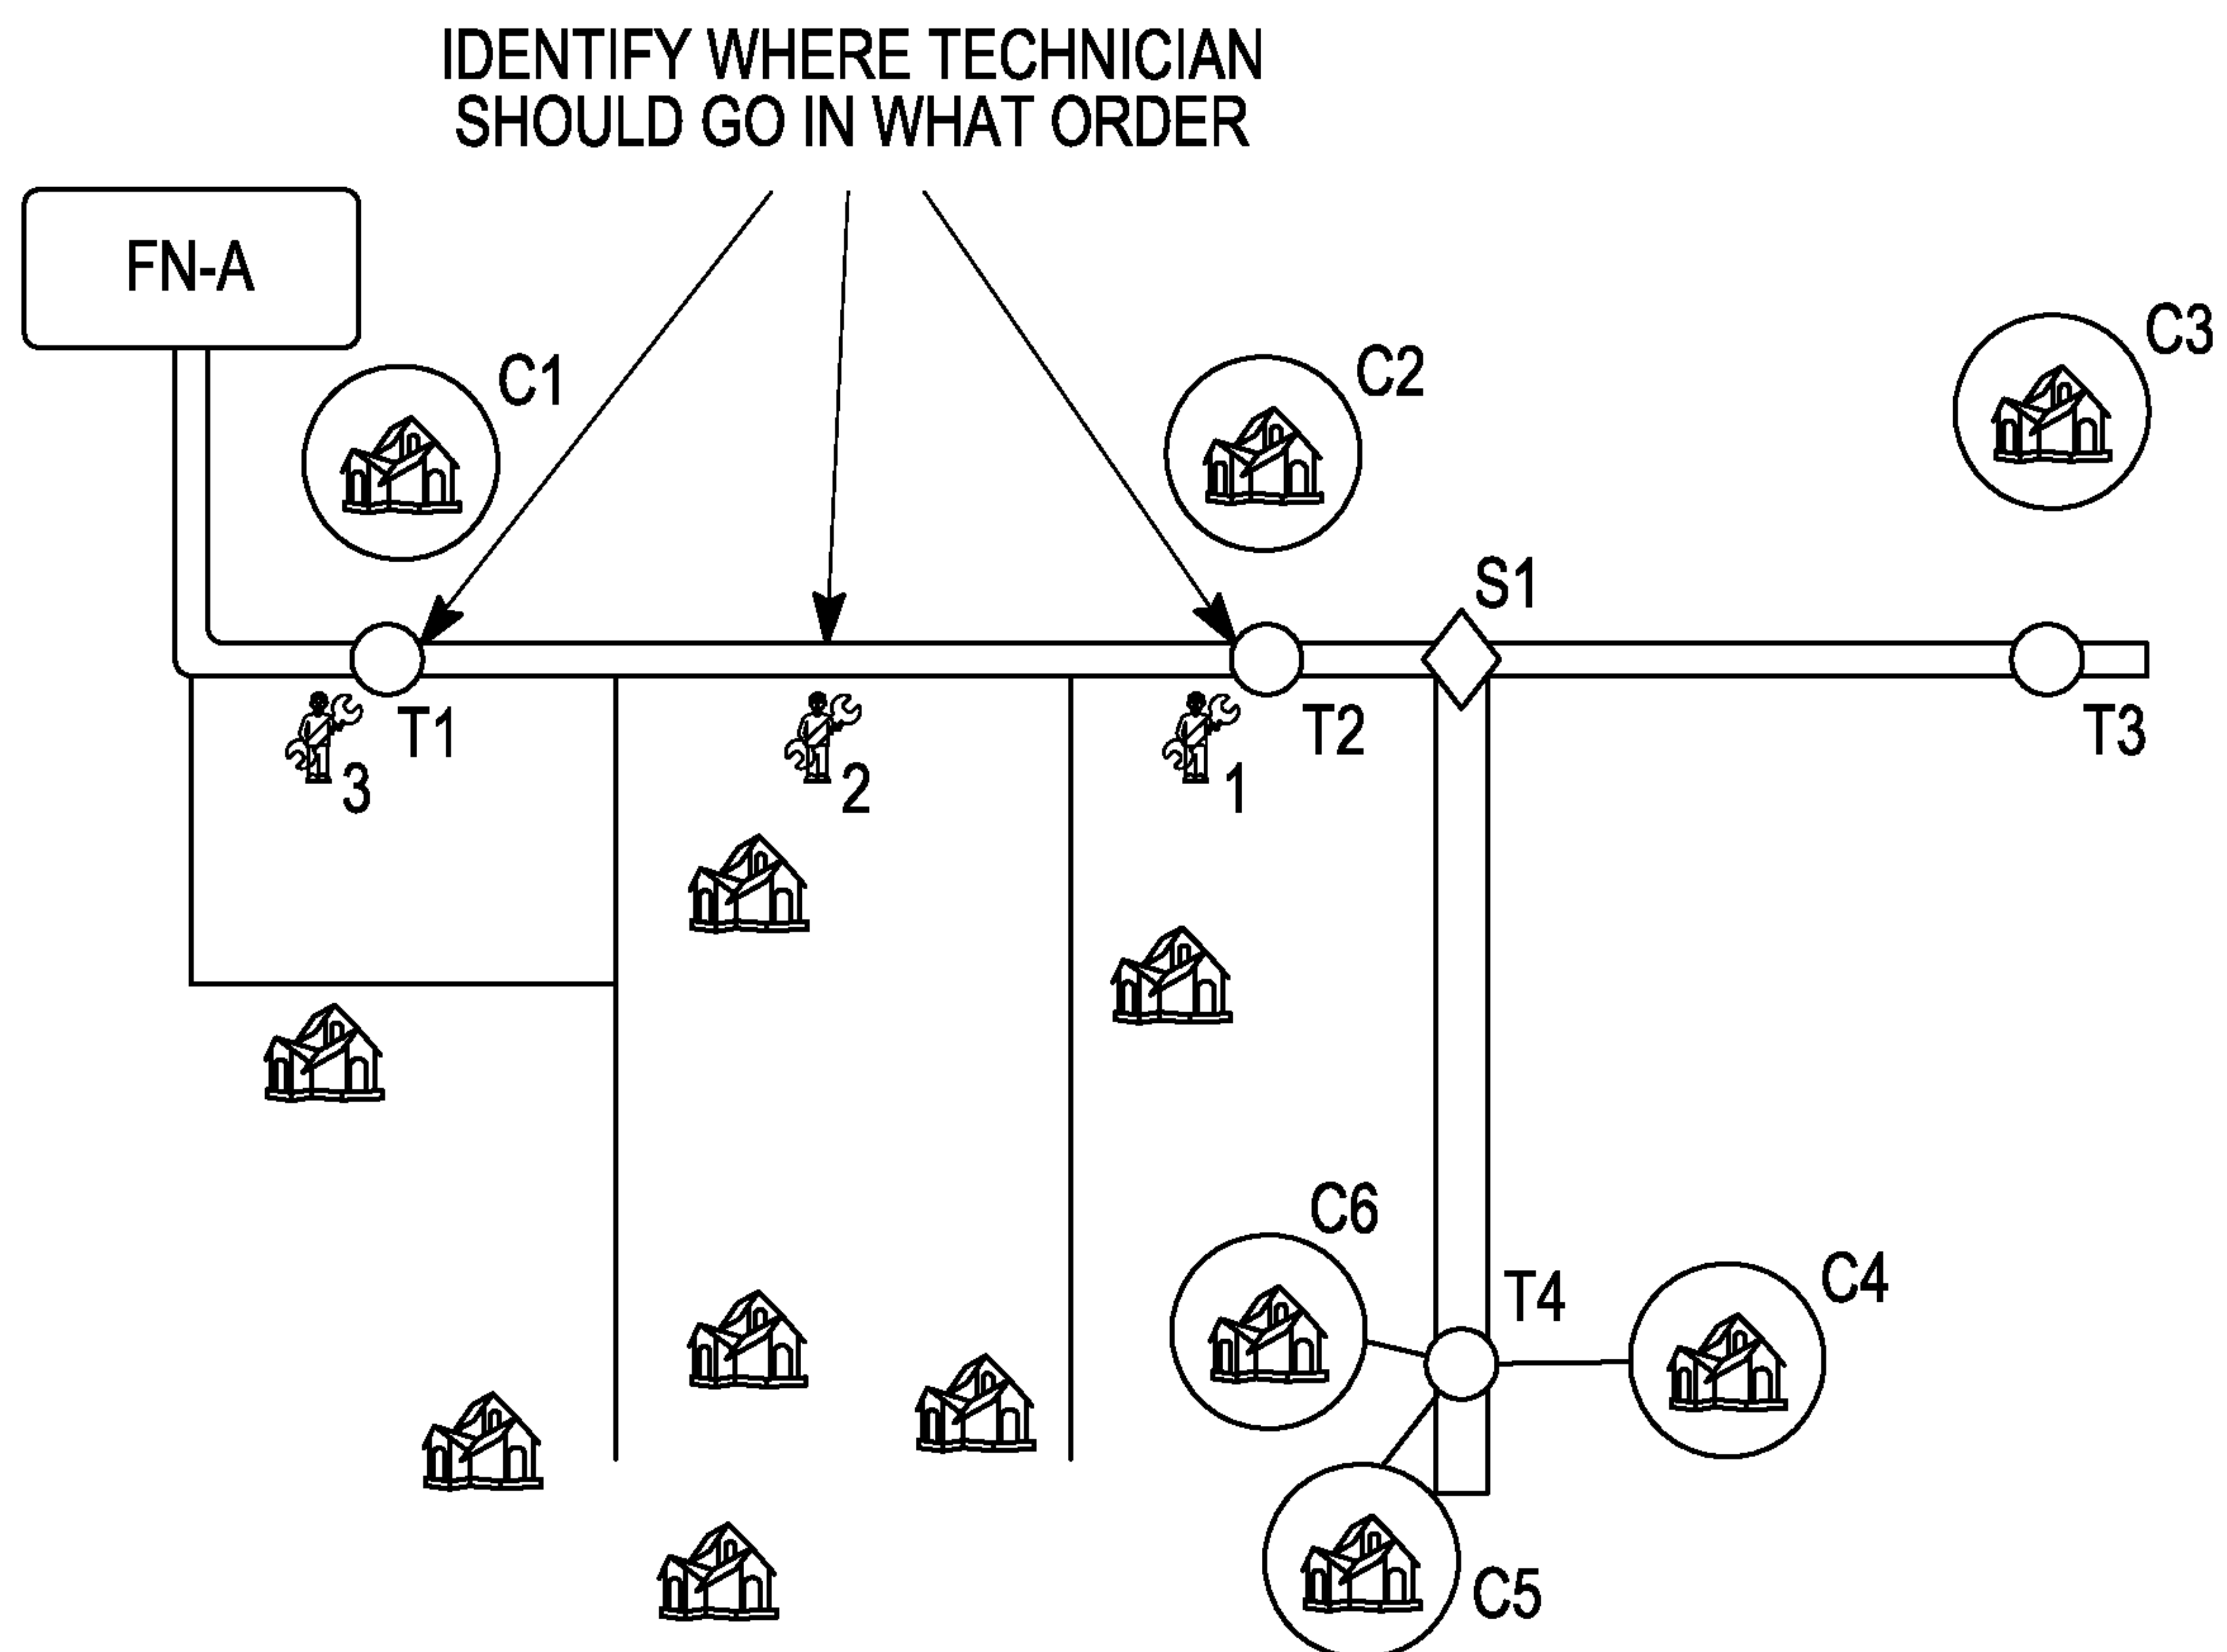 IDENTIFY WHERE TECHNICIAN
SHOULD GO IN WHAT ORDER
FN-A
C1
C2
C3
S1
T1
T2
T3
3
2
1
C6
T4
C4
C5